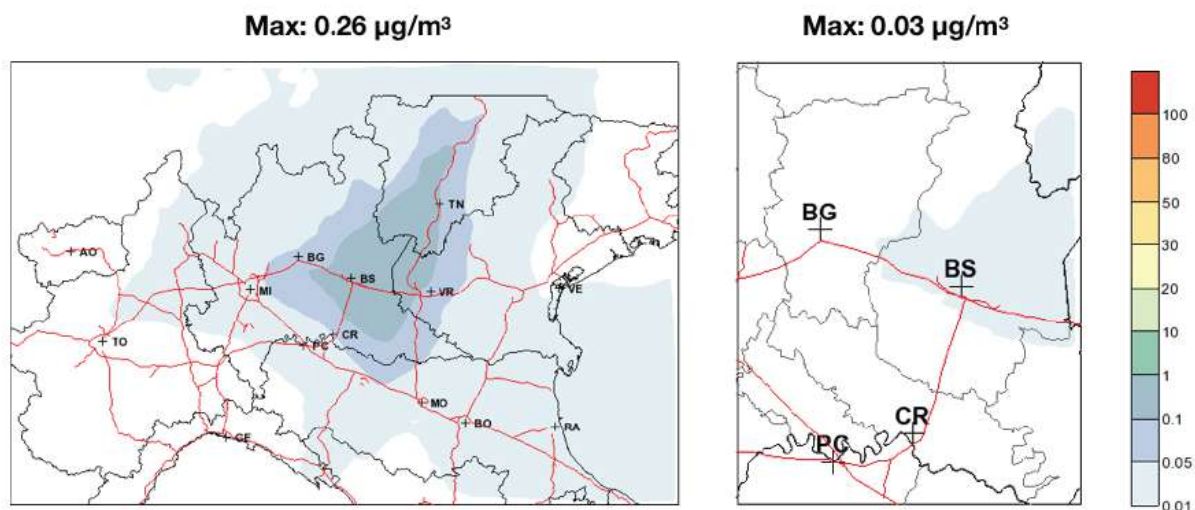 Max: 0.26 µg/m³
TN
AO
BG
BS
MI
VR
VE
CR
TO
PC
MO
BO
RA
GE
Max: 0.03 µg/m³
BG
BS
CR
PC
100
80
50
30
20
10
1
0.1
0.05
0.01